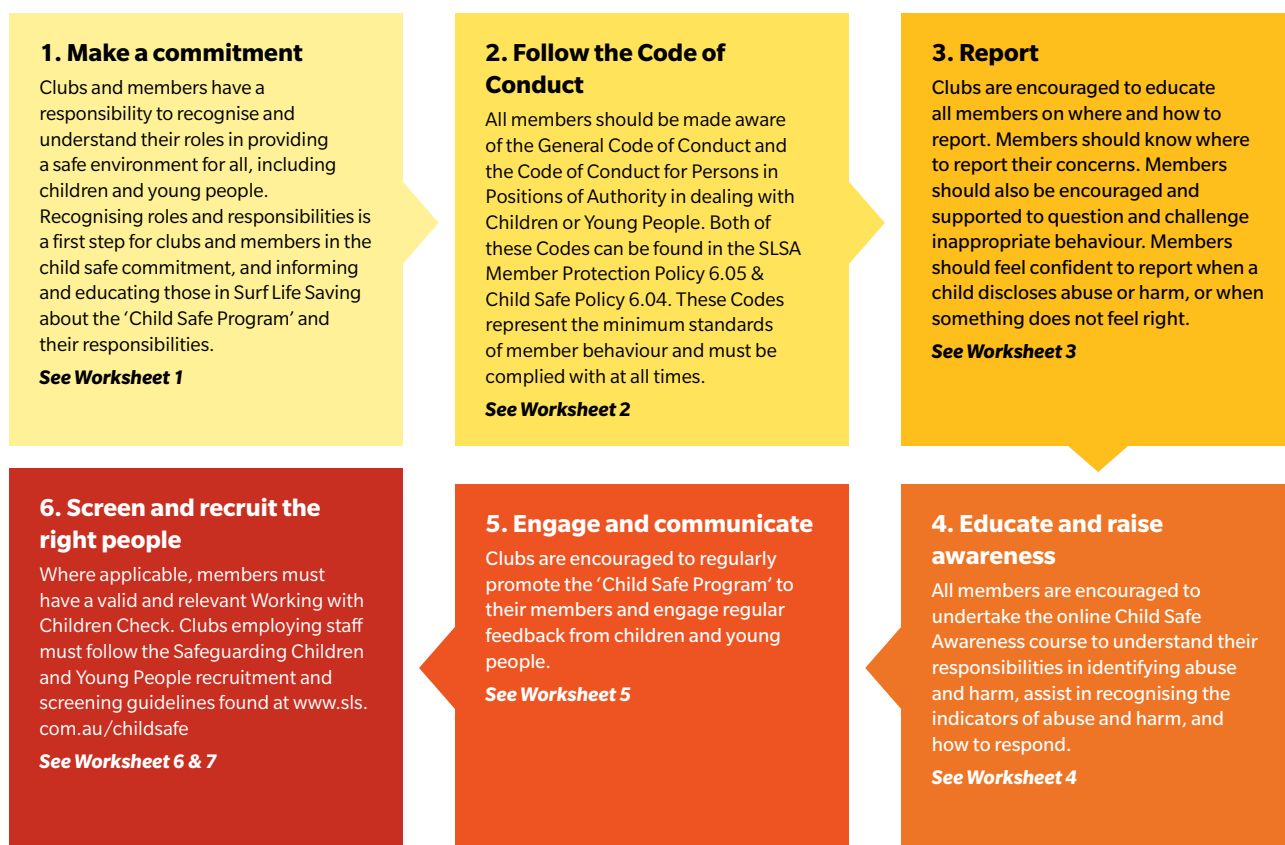 1. Make a commitment
Clubs and members have a
responsibility to recognise and
understand their roles in providing
a safe environment for all, including
children and young people.
Recognising roles and responsibilities is
a first step for clubs and members in the
child safe commitment, and informing
and educating those in Surf Life Saving
about the ‘Child Safe Program’ and
their responsibilities.
See Worksheet 1
2. Follow the Code of
Conduct
All members should be made aware
of the General Code of Conduct and
the Code of Conduct for Persons in
Positions of Authority in dealing with
Children or Young People. Both of
these Codes can be found in the SLSA
Member Protection Policy 6.05 &
Child Safe Policy 6.04. These Codes
represent the minimum standards
of member behaviour and must be
complied with at all times.
See Worksheet 2
3. Report
Clubs are encouraged to educate
all members on where and how to
report. Members should know where
to report their concerns. Members
should also be encouraged and
supported to question and challenge
inappropriate behaviour. Members
should feel confident to report when a
child discloses abuse or harm, or when
something does not feel right.
See Worksheet 3
4. Educate and raise
awareness
All members are encouraged to
undertake the online Child Safe
Awareness course to understand their
responsibilities in identifying abuse
and harm, assist in recognising the
indicators of abuse and harm, and
how to respond.
See Worksheet 4
5. Engage and communicate
Clubs are encouraged to regularly
promote the ‘Child Safe Program’ to
their members and engage regular
feedback from children and young
people.
See Worksheet 5
6. Screen and recruit the
right people
Where applicable, members must
have a valid and relevant Working with
Children Check. Clubs employing staff
must follow the Safeguarding Children
and Young People recruitment and
screening guidelines found at www.sls.
com.au/childsafe
See Worksheet 6 & 7